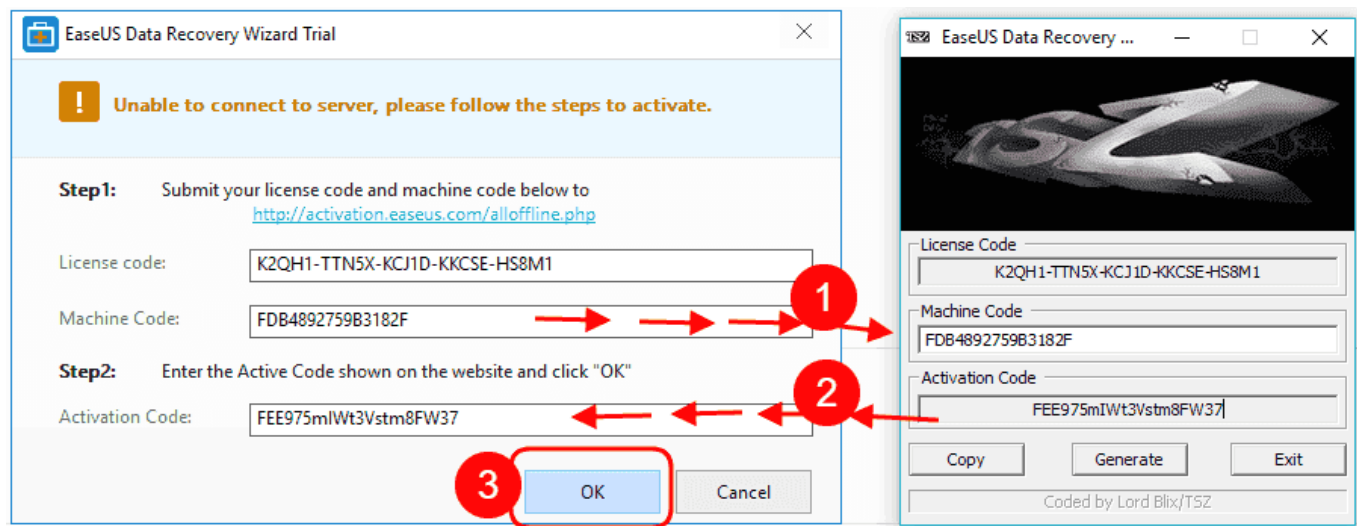 EaseUS Data Recovery Wizard Trial
! Unable to connect to server, please follow the steps to activate.
Step1: Submit your license code and machine code below to
http://activation.easeus.com/alloffline.php
License code: K2QH1-TTN5X-KCJ1D-KKCSE-HS8M1
Machine Code: FDB4892759B3182F
1
Step2: Enter the Active Code shown on the website and click "OK"
Activation Code: FEE975mIWt3Vstm8FW37
2
3
OK
Cancel
TSZ EaseUS Data Recovery ...
License Code
K2QH1-TTN5X-KCJ1D-KKCSE-HS8M1
Machine Code
FDB4892759B3182F
Activation Code
FEE975mIWt3Vstm8FW37
Copy
Generate
Exit
Coded by Lord Blix/TSZ